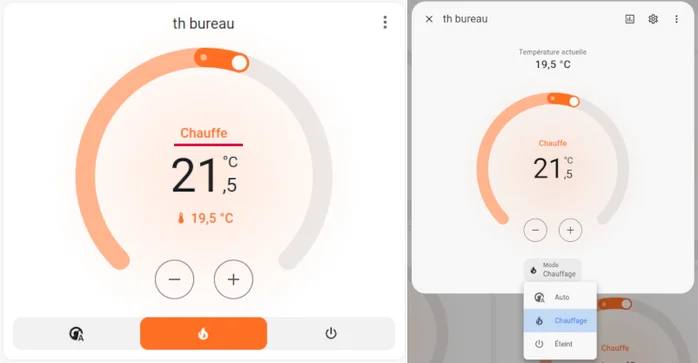 th bureau
Chauffe
21,5 °C
19,5 °C
A
th bureau
Température actuelle
19,5 °C
Chauffe
21,5 °C
Mode
Chauffage
A
Auto
Chauffage
Éteint
Chauffe